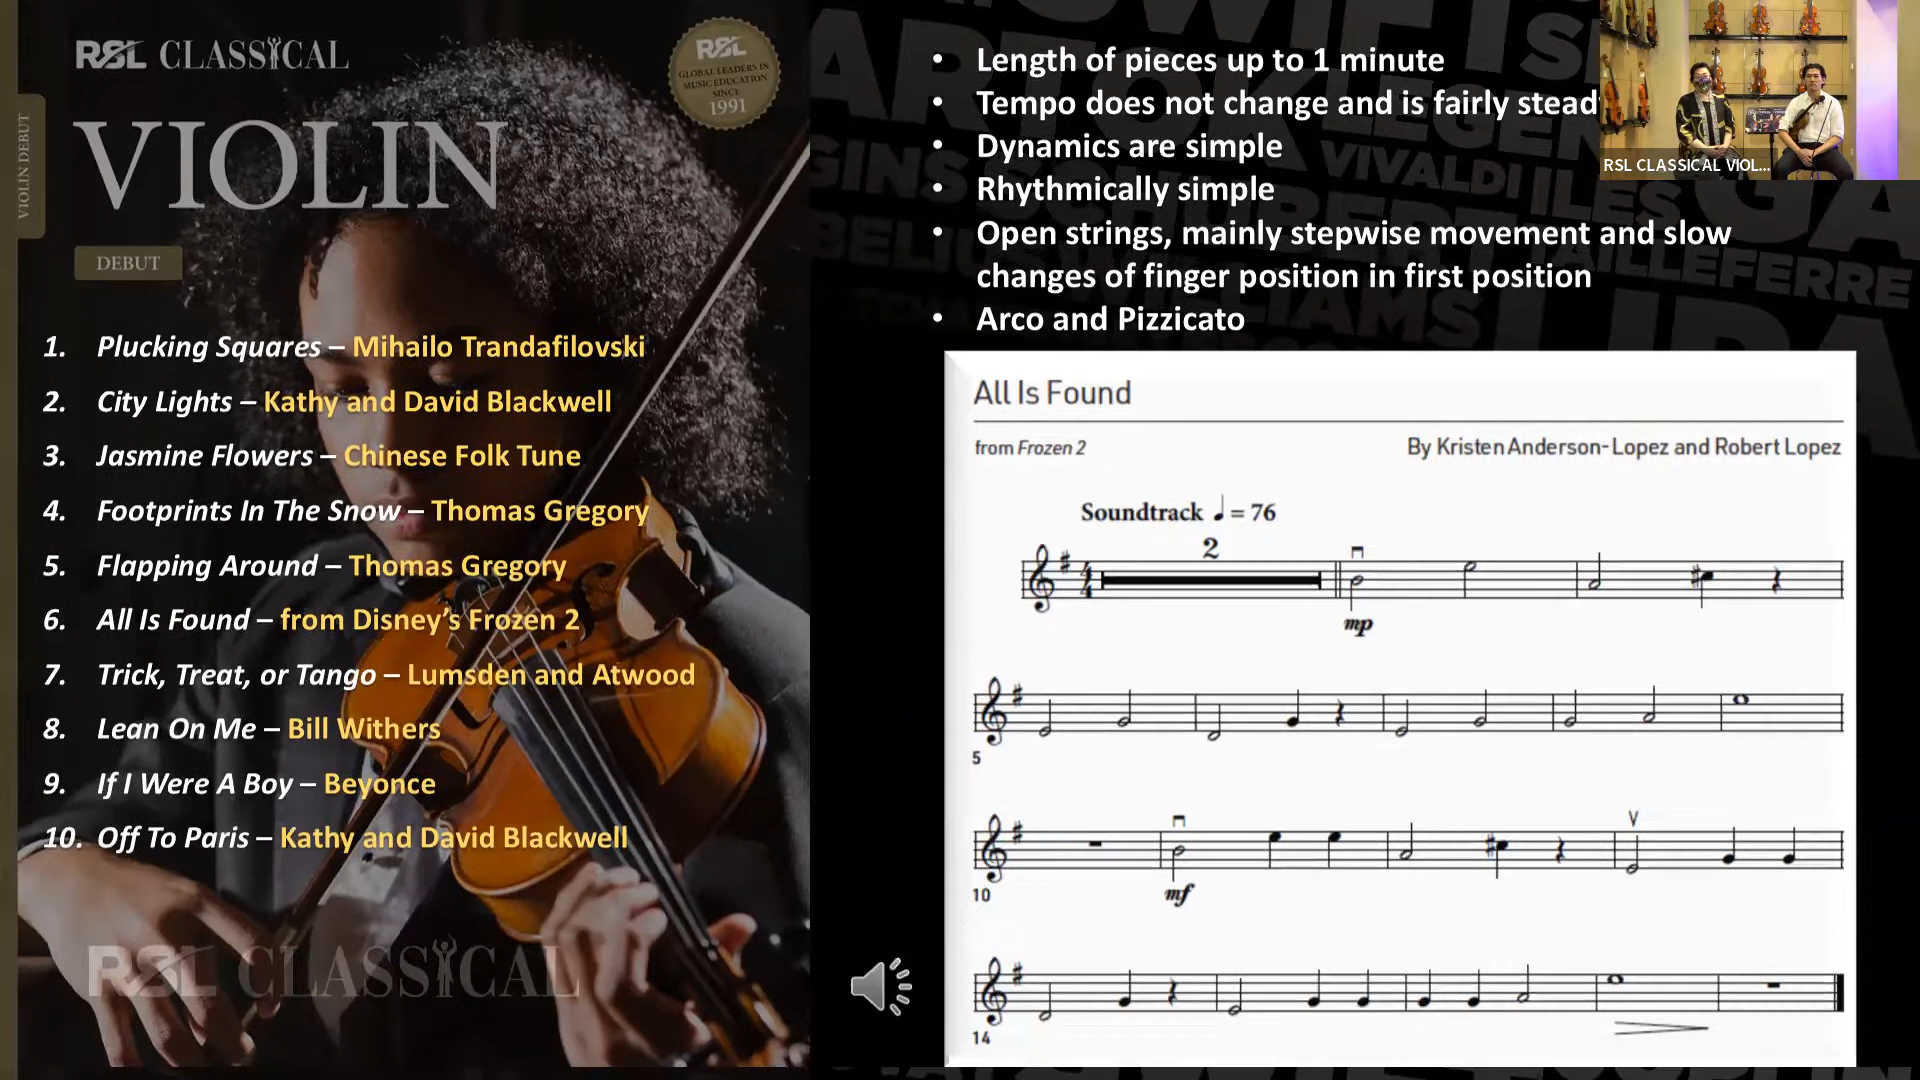 RSL CLASSICAL
RSL
GLOBAL LEADERS IN
MUSIC EDUCATION
SINCE
1991
VIOLIN DEBUT
VIOLIN
DEBUT
1. Plucking Squares – Mihailo Trandafilovski
2. City Lights – Kathy and David Blackwell
3. Jasmine Flowers – Chinese Folk Tune
4. Footprints In The Snow – Thomas Gregory
5. Flapping Around – Thomas Gregory
6. All Is Found – from Disney's Frozen 2
7. Trick, Treat, or Tango – Lumsden and Atwood
8. Lean On Me – Bill Withers
9. If I Were A Boy – Beyonce
10. Off To Paris – Kathy and David Blackwell
RSL CLASSICAL
• Length of pieces up to 1 minute
• Tempo does not change and is fairly stead
• Dynamics are simple
• Rhythmically simple
• Open strings, mainly stepwise movement and slow
changes of finger position in first position
• Arco and Pizzicato
RSL CLASSICAL VIOL...
All Is Found
from Frozen 2 By Kristen Anderson-Lopez and Robert Lopez
Soundtrack ♩ = 76
2
4
4
mp
5
10
mf
14
VIVALDI
AILLEFERRE